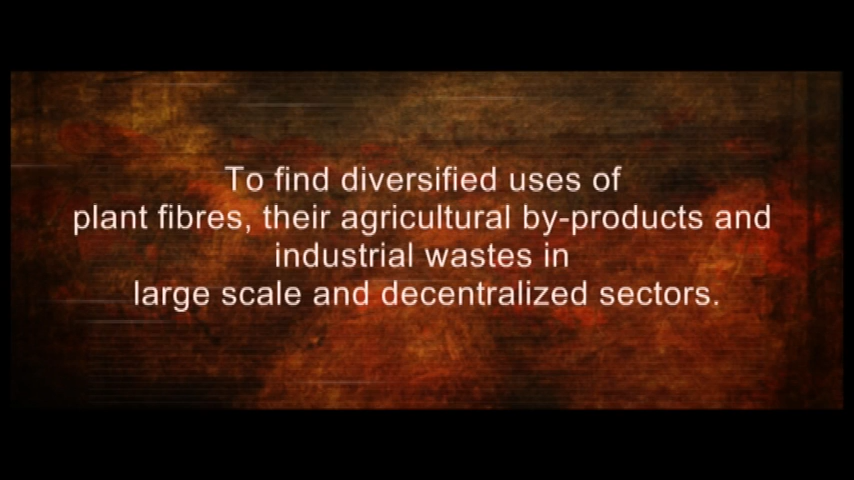 To find diversified uses of
plant fibres, their agricultural by-products and
industrial wastes in
large scale and decentralized sectors.